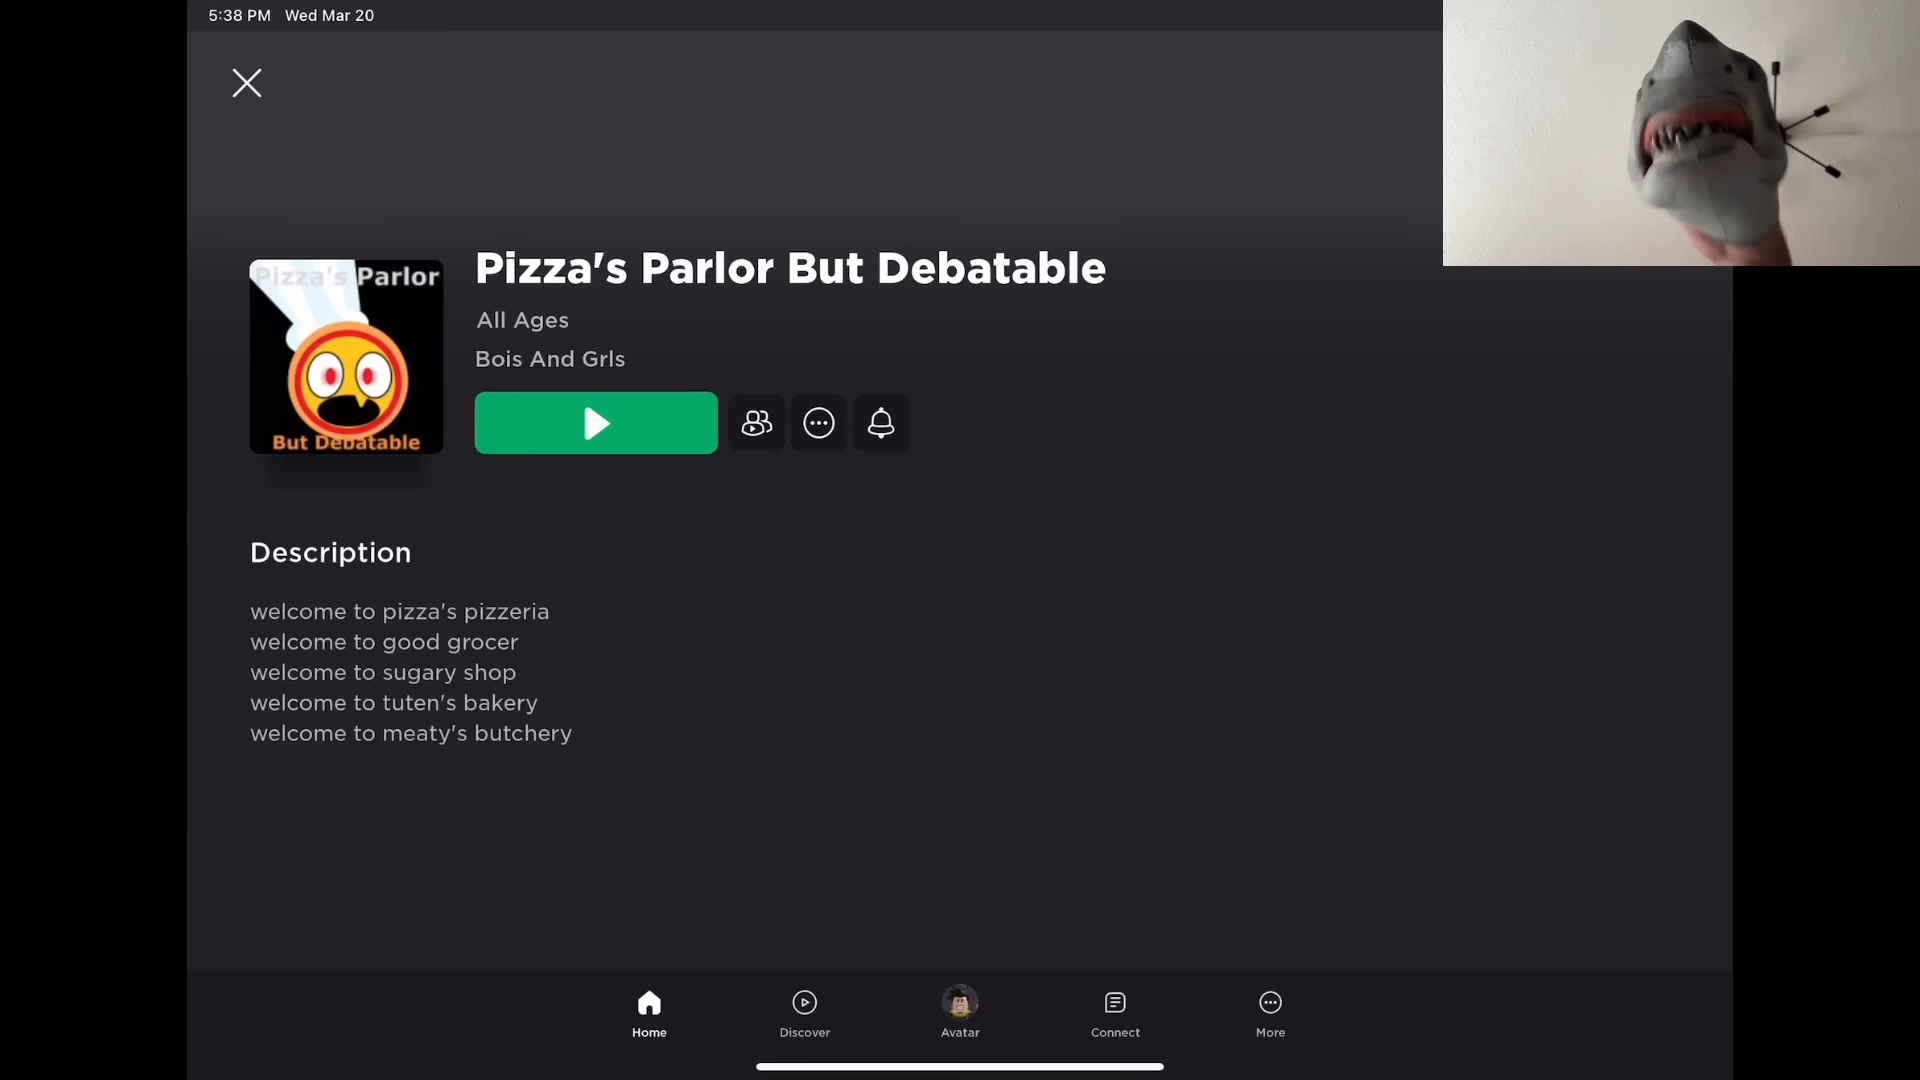 5:38 PM Wed Mar 20
Pizza's Parlor
But Debatable
Pizza's Parlor But Debatable
All Ages
Bois And Grls
Description
welcome to pizza's pizzeria
welcome to good grocer
welcome to sugary shop
welcome to tuten's bakery
welcome to meaty's butchery
Home
Discover
Avatar
Connect
More